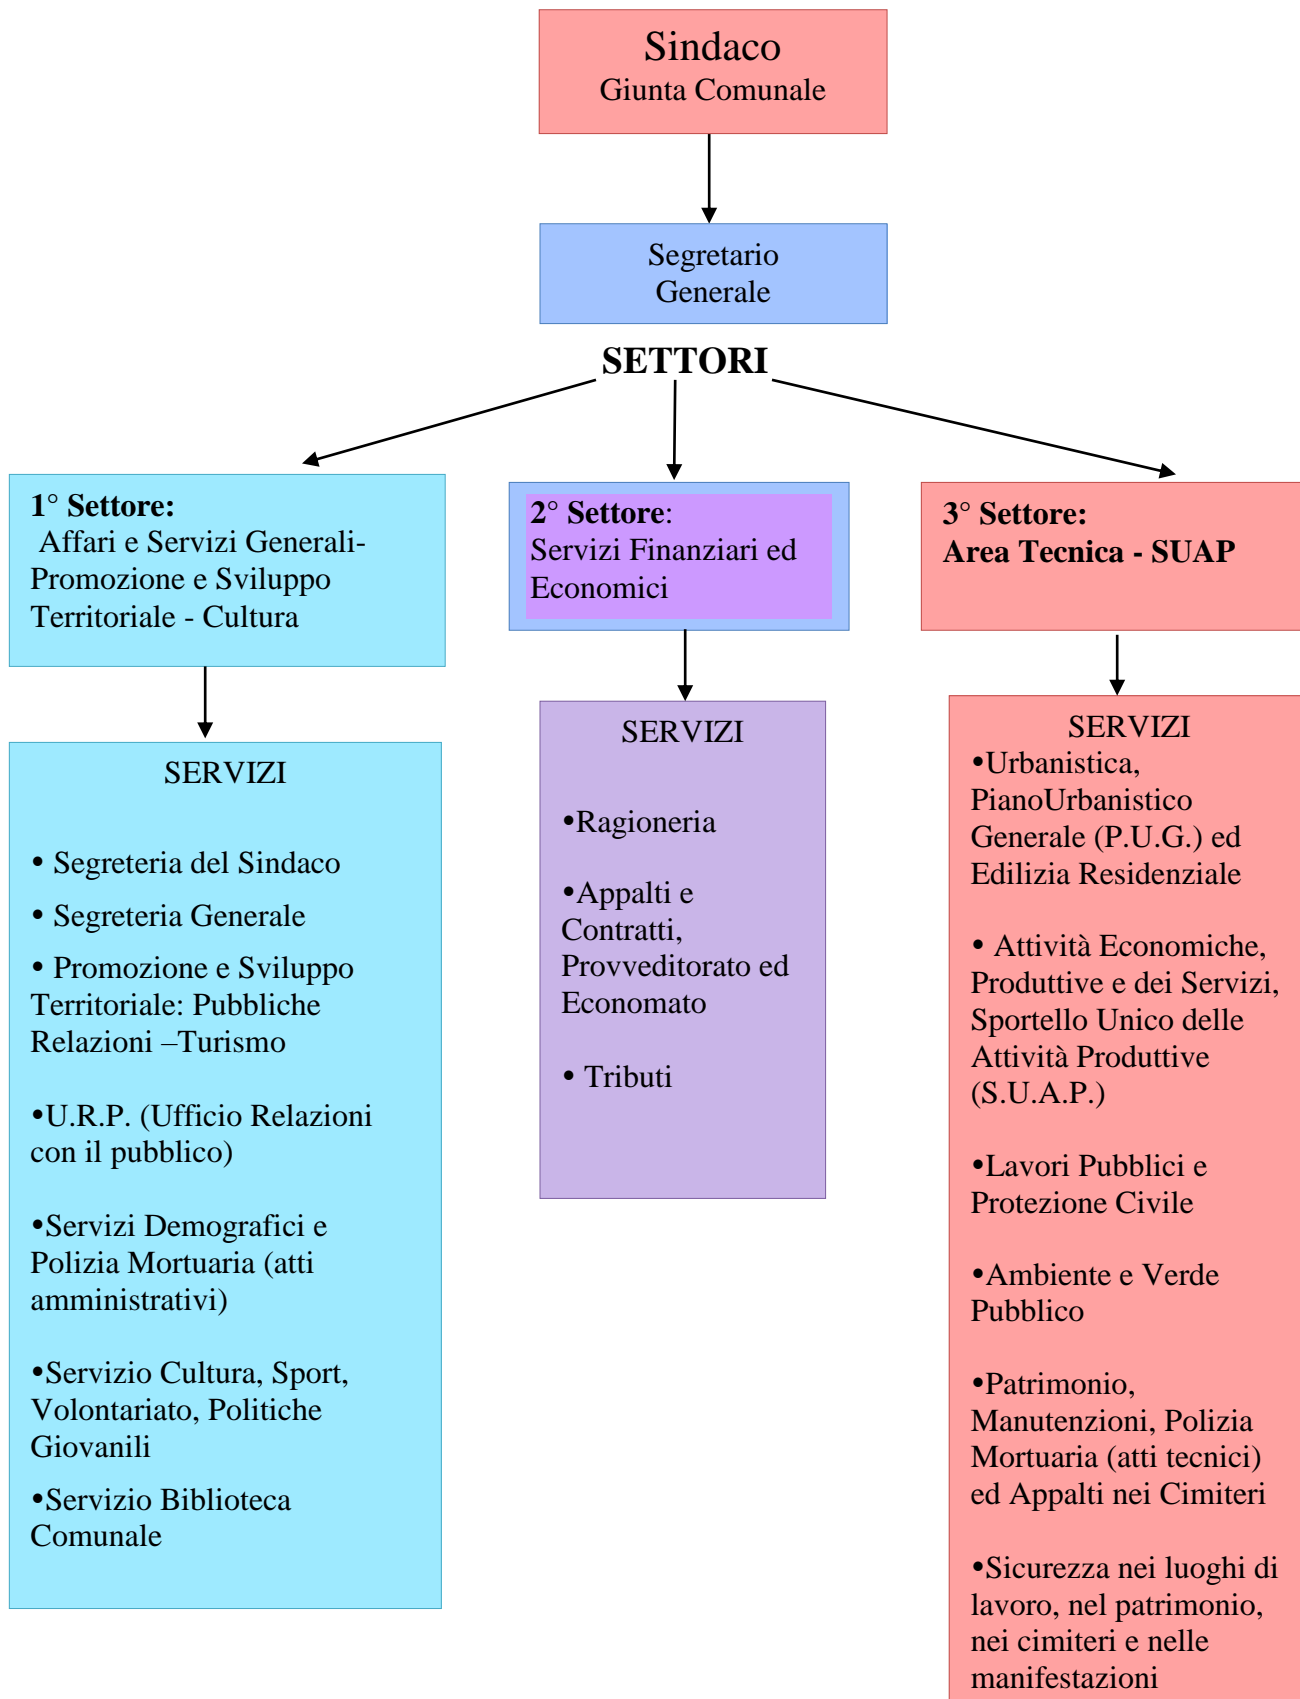 Sindaco
Giunta Comunale
Segretario
Generale
SETTORI
1° Settore:
Affari e Servizi Generali-
Promozione e Sviluppo
Territoriale - Cultura
2° Settore:
Servizi Finanziari ed
Economici
3° Settore:
Area Tecnica - SUAP
SERVIZI
• Segreteria del Sindaco
• Segreteria Generale
• Promozione e Sviluppo
Territoriale: Pubbliche
Relazioni –Turismo
•U.R.P. (Ufficio Relazioni
con il pubblico)
•Servizi Demografici e
Polizia Mortuaria (atti
amministrativi)
•Servizio Cultura, Sport,
Volontariato, Politiche
Giovanili
•Servizio Biblioteca
Comunale
SERVIZI
•Ragioneria
•Appalti e
Contratti,
Provveditorato ed
Economato
• Tributi
SERVIZI
•Urbanistica,
PianoUrbanistico
Generale (P.U.G.) ed
Edilizia Residenziale
• Attività Economiche,
Produttive e dei Servizi,
Sportello Unico delle
Attività Produttive
(S.U.A.P.)
•Lavori Pubblici e
Protezione Civile
•Ambiente e Verde
Pubblico
•Patrimonio,
Manutenzioni, Polizia
Mortuaria (atti tecnici)
ed Appalti nei Cimiteri
•Sicurezza nei luoghi di
lavoro, nel patrimonio,
nei cimiteri e nelle
manifestazioni